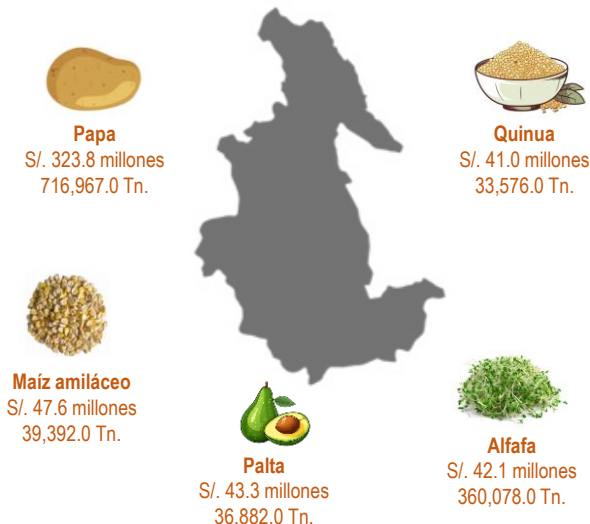 Papa
S/. 323.8 millones
716,967.0 Tn.
Quinua
S/. 41.0 millones
33,576.0 Tn.
Maíz amiláceo
S/. 47.6 millones
39,392.0 Tn.
Palta
S/. 43.3 millones
36.882.0 Tn.
Alfafa
S/. 42.1 millones
360,078.0 Tn.